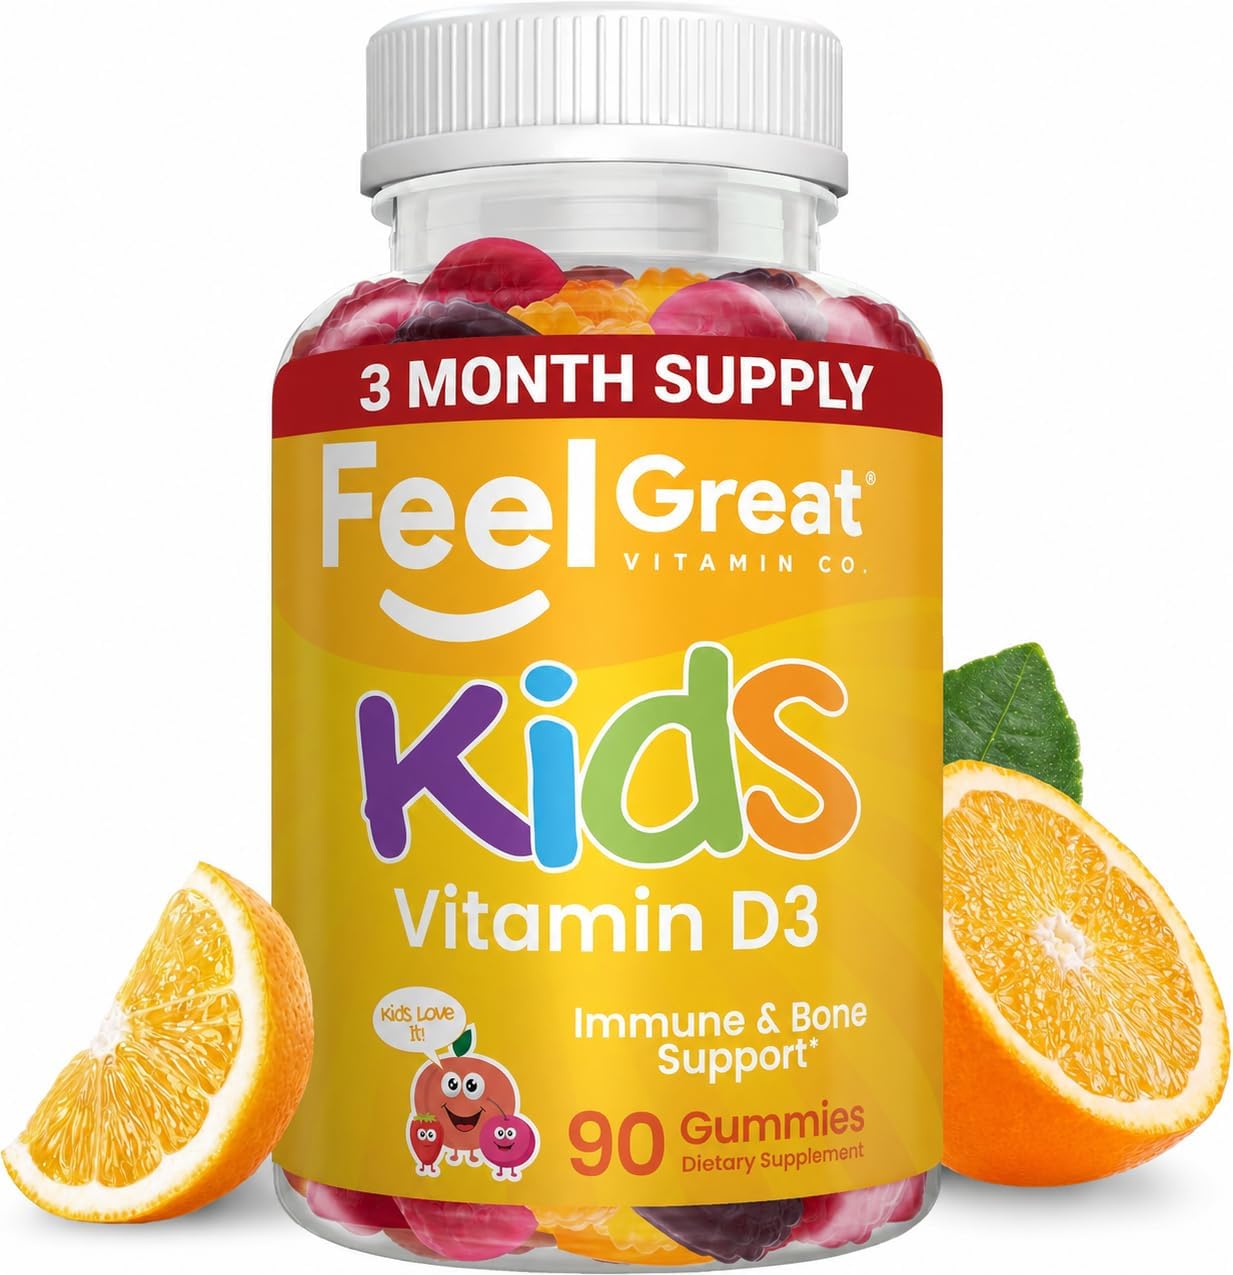 3 MONTH SUPPLY
Feel Great®
VITAMIN CO.
Kids
Vitamin D3
Kids Love
It!
Immune & Bone
Support*
90 Gummies
Dietary Supplement